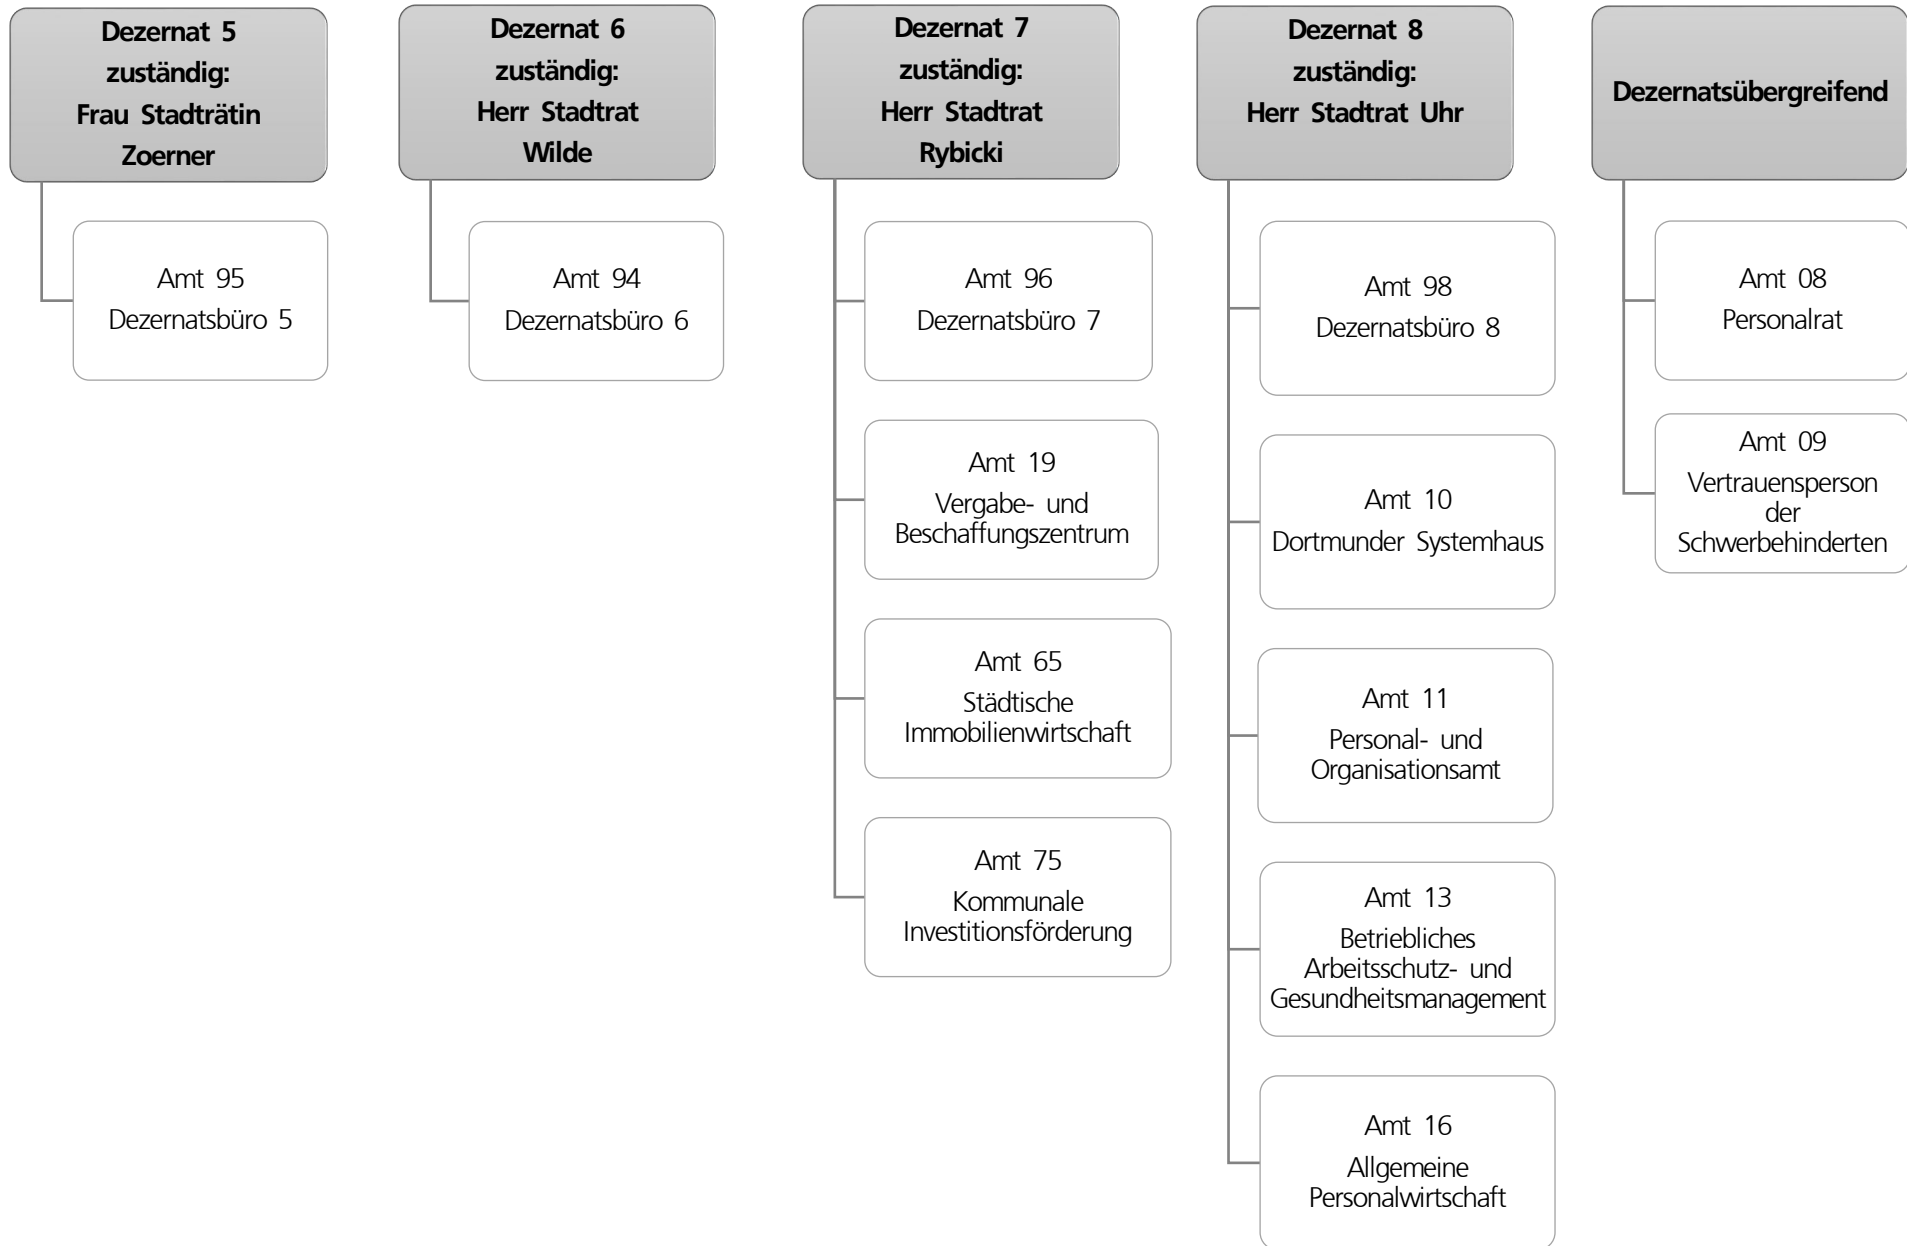 Dezernat 5
zuständig:
Frau Stadträtin
Zoerner
Amt 95
Dezernatsbüro 5
Dezernat 6
zuständig:
Herr Stadtrat
Wilde
Amt 94
Dezernatsbüro 6
Dezernat 7
zuständig:
Herr Stadtrat
Rybicki
Amt 96
Dezernatsbüro 7
Amt 19
Vergabe- und
Beschaffungszentrum
Amt 65
Städtische
Immobilienwirtschaft
Amt 75
Kommunale
Investitionsförderung
Dezernat 8
zuständig:
Herr Stadtrat Uhr
Amt 98
Dezernatsbüro 8
Amt 10
Dortmunder Systemhaus
Amt 11
Personal- und
Organisationsamt
Amt 13
Betriebliches
Arbeitsschutz- und
Gesundheitsmanagement
Amt 16
Allgemeine
Personalwirtschaft
Dezernatsübergreifend
Amt 08
Personalrat
Amt 09
Vertrauensperson
der
Schwerbehinderten